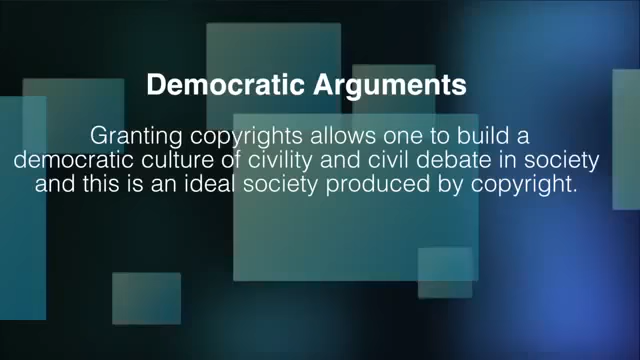 Democratic Arguments
Granting copyrights allows one to build a
democratic culture of civility and civil debate in society
and this is an ideal society produced by copyright.